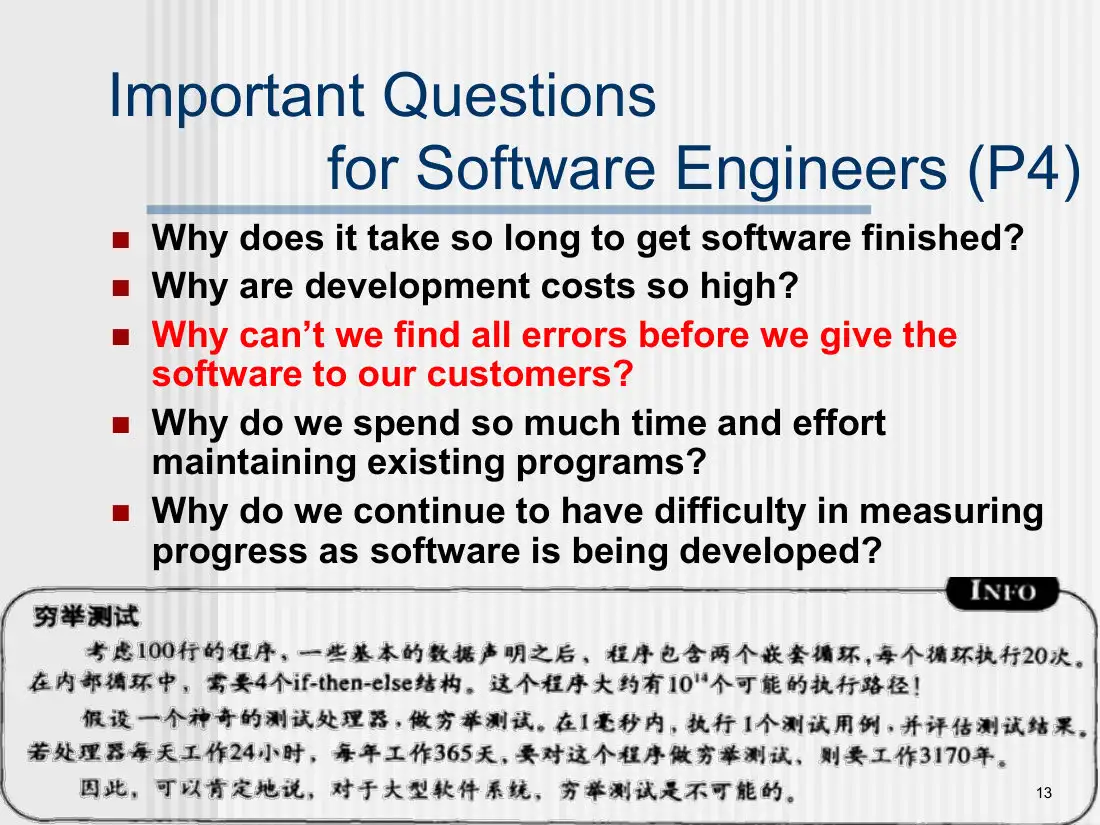 Important Questions
for Software Engineers (P4)
Why does it take so long to get software finished?
Why are development costs so high?
Why can’t we find all errors before we give the
software to our customers?
Why do we spend so much time and effort
maintaining existing programs?
Why do we continue to have difficulty in measuring
progress as software is being developed?
INFO
穷举测试
考虑100行的程序，一些基本的数据声明之后，程序包含两个嵌套循环，每个循环执行20次。
在内部循环中，需要4个if-then-else结构。这个程序大约有10¹⁴个可能的执行路径！
假设一个神奇的测试处理器，做穷举测试。在1毫秒内，执行1个测试用例，并评估测试结果。
若处理器每天工作24小时，每年工作365天，要对这个程序做穷举测试，则要工作3170年。
因此，可以肯定地说，对于大型软件系统，穷举测试是不可能的。
13